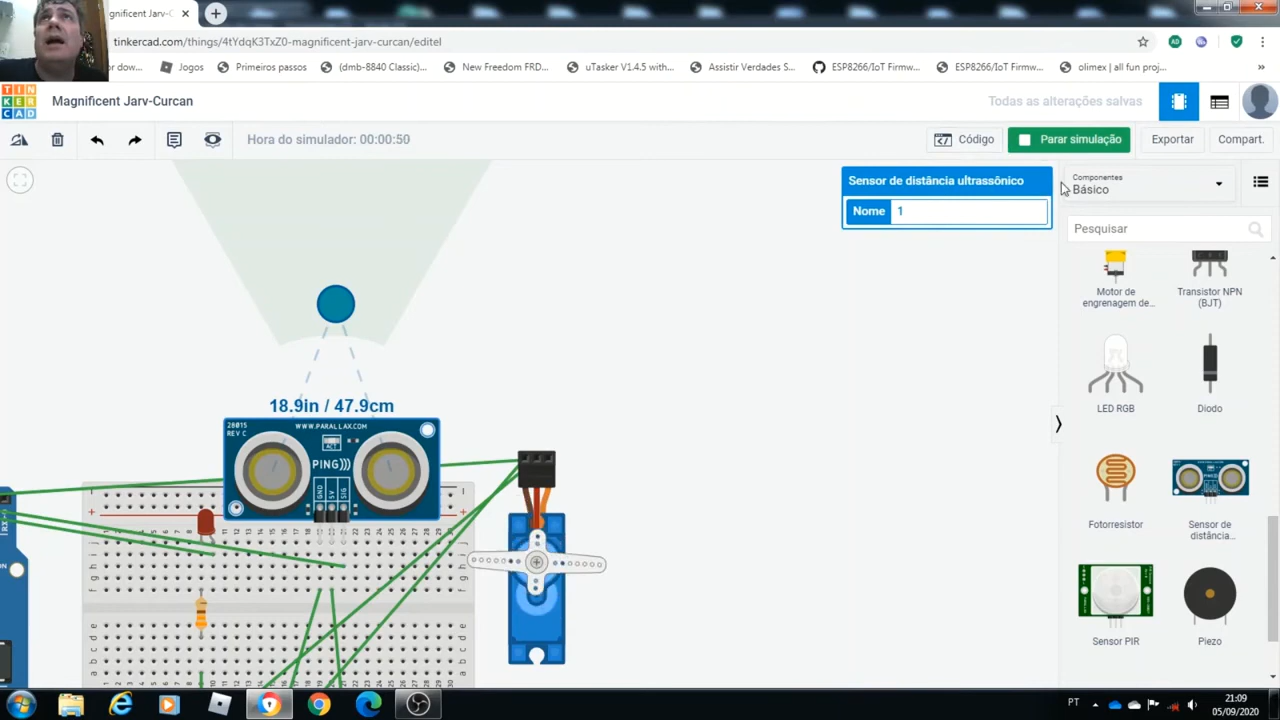 gnificent Jarv-C
tinkercad.com/things/4tYdqK3TxZ0-magnificent-jarv-curcan/editel
or dow...
Jogos
Primeiros passos
(dmb-8840 Classic)...
New Freedom FRD...
uTasker V1.4.5 with...
Assistir Verdades S...
ESP8266/IoT Firmw...
ESP8266/IoT Firmw...
olimex | all fun proj...
»
TIN
KER
CAD
Magnificent Jarv-Curcan
Todas as alterações salvas
Hora do simulador: 00:00:50
Código
Parar simulação
Exportar
Compart.
Sensor de distância ultrassônico
Nome 1
Componentes
Básico
Pesquisar
Motor de
engrenagem de...
Transistor NPN
(BJT)
LED RGB
Diodo
Fotorresistor
Sensor de
distância...
Sensor PIR
Piezo
18.9in / 47.9cm
28015
REV C
WWW.PARALLAX.COM
ACT
PING)))
GND
5V
SIG
PT
21:09
05/09/2020